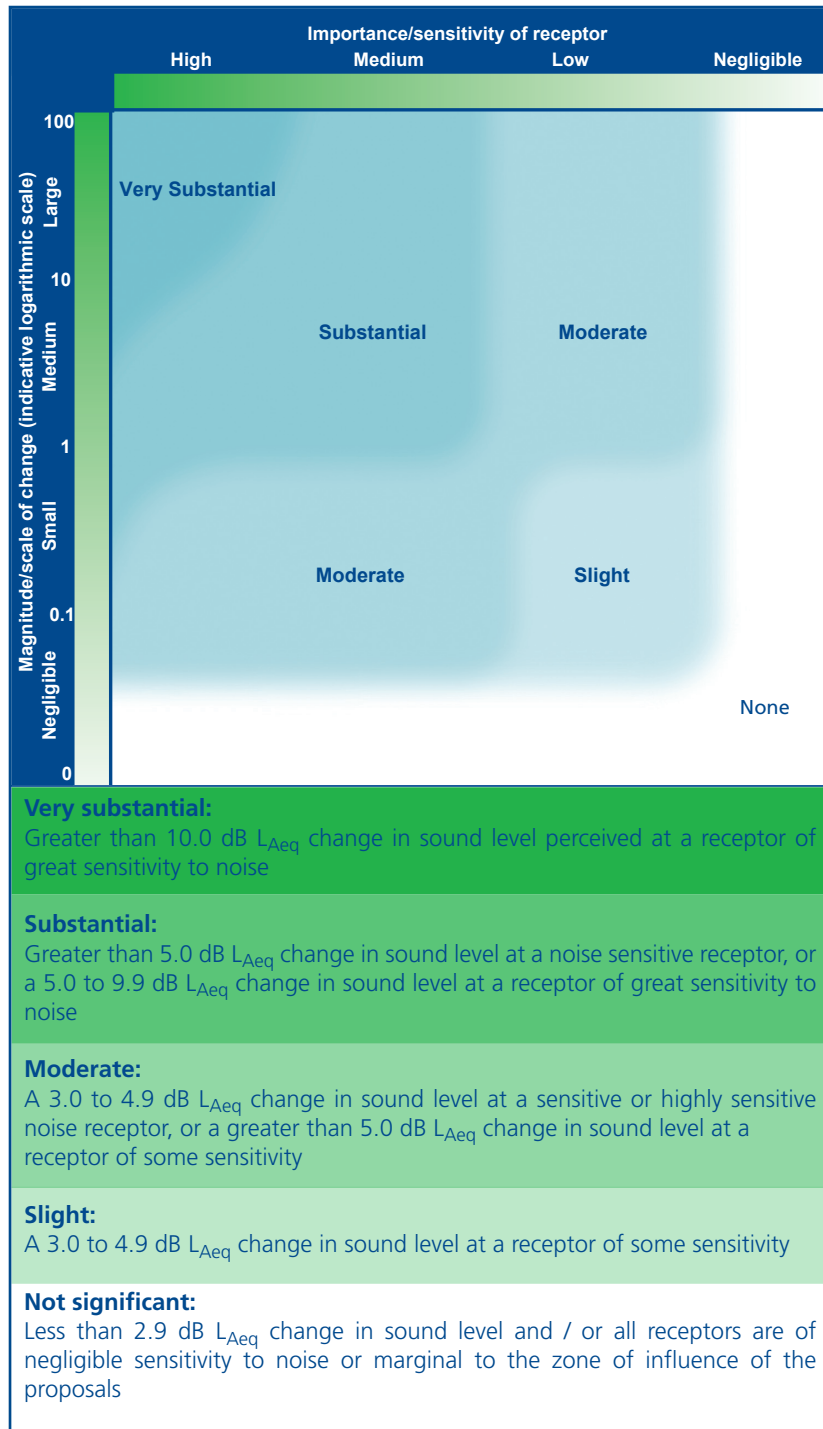 Importance/sensitivity of receptor
High Medium Low Negligible
Magnitude/scale of change (indicative logarithmic scale)
100
Large
10
Medium
1
Small
0.1
Negligible
0
Very Substantial
Substantial Moderate
Moderate Slight
None
Very substantial:
Greater than 10.0 dB LAeq change in sound level perceived at a receptor of
great sensitivity to noise
Substantial:
Greater than 5.0 dB LAeq change in sound level at a noise sensitive receptor, or
a 5.0 to 9.9 dB LAeq change in sound level at a receptor of great sensitivity to
noise
Moderate:
A 3.0 to 4.9 dB LAeq change in sound level at a sensitive or highly sensitive
noise receptor, or a greater than 5.0 dB LAeq change in sound level at a
receptor of some sensitivity
Slight:
A 3.0 to 4.9 dB LAeq change in sound level at a receptor of some sensitivity
Not significant:
Less than 2.9 dB LAeq change in sound level and / or all receptors are of
negligible sensitivity to noise or marginal to the zone of influence of the
proposals